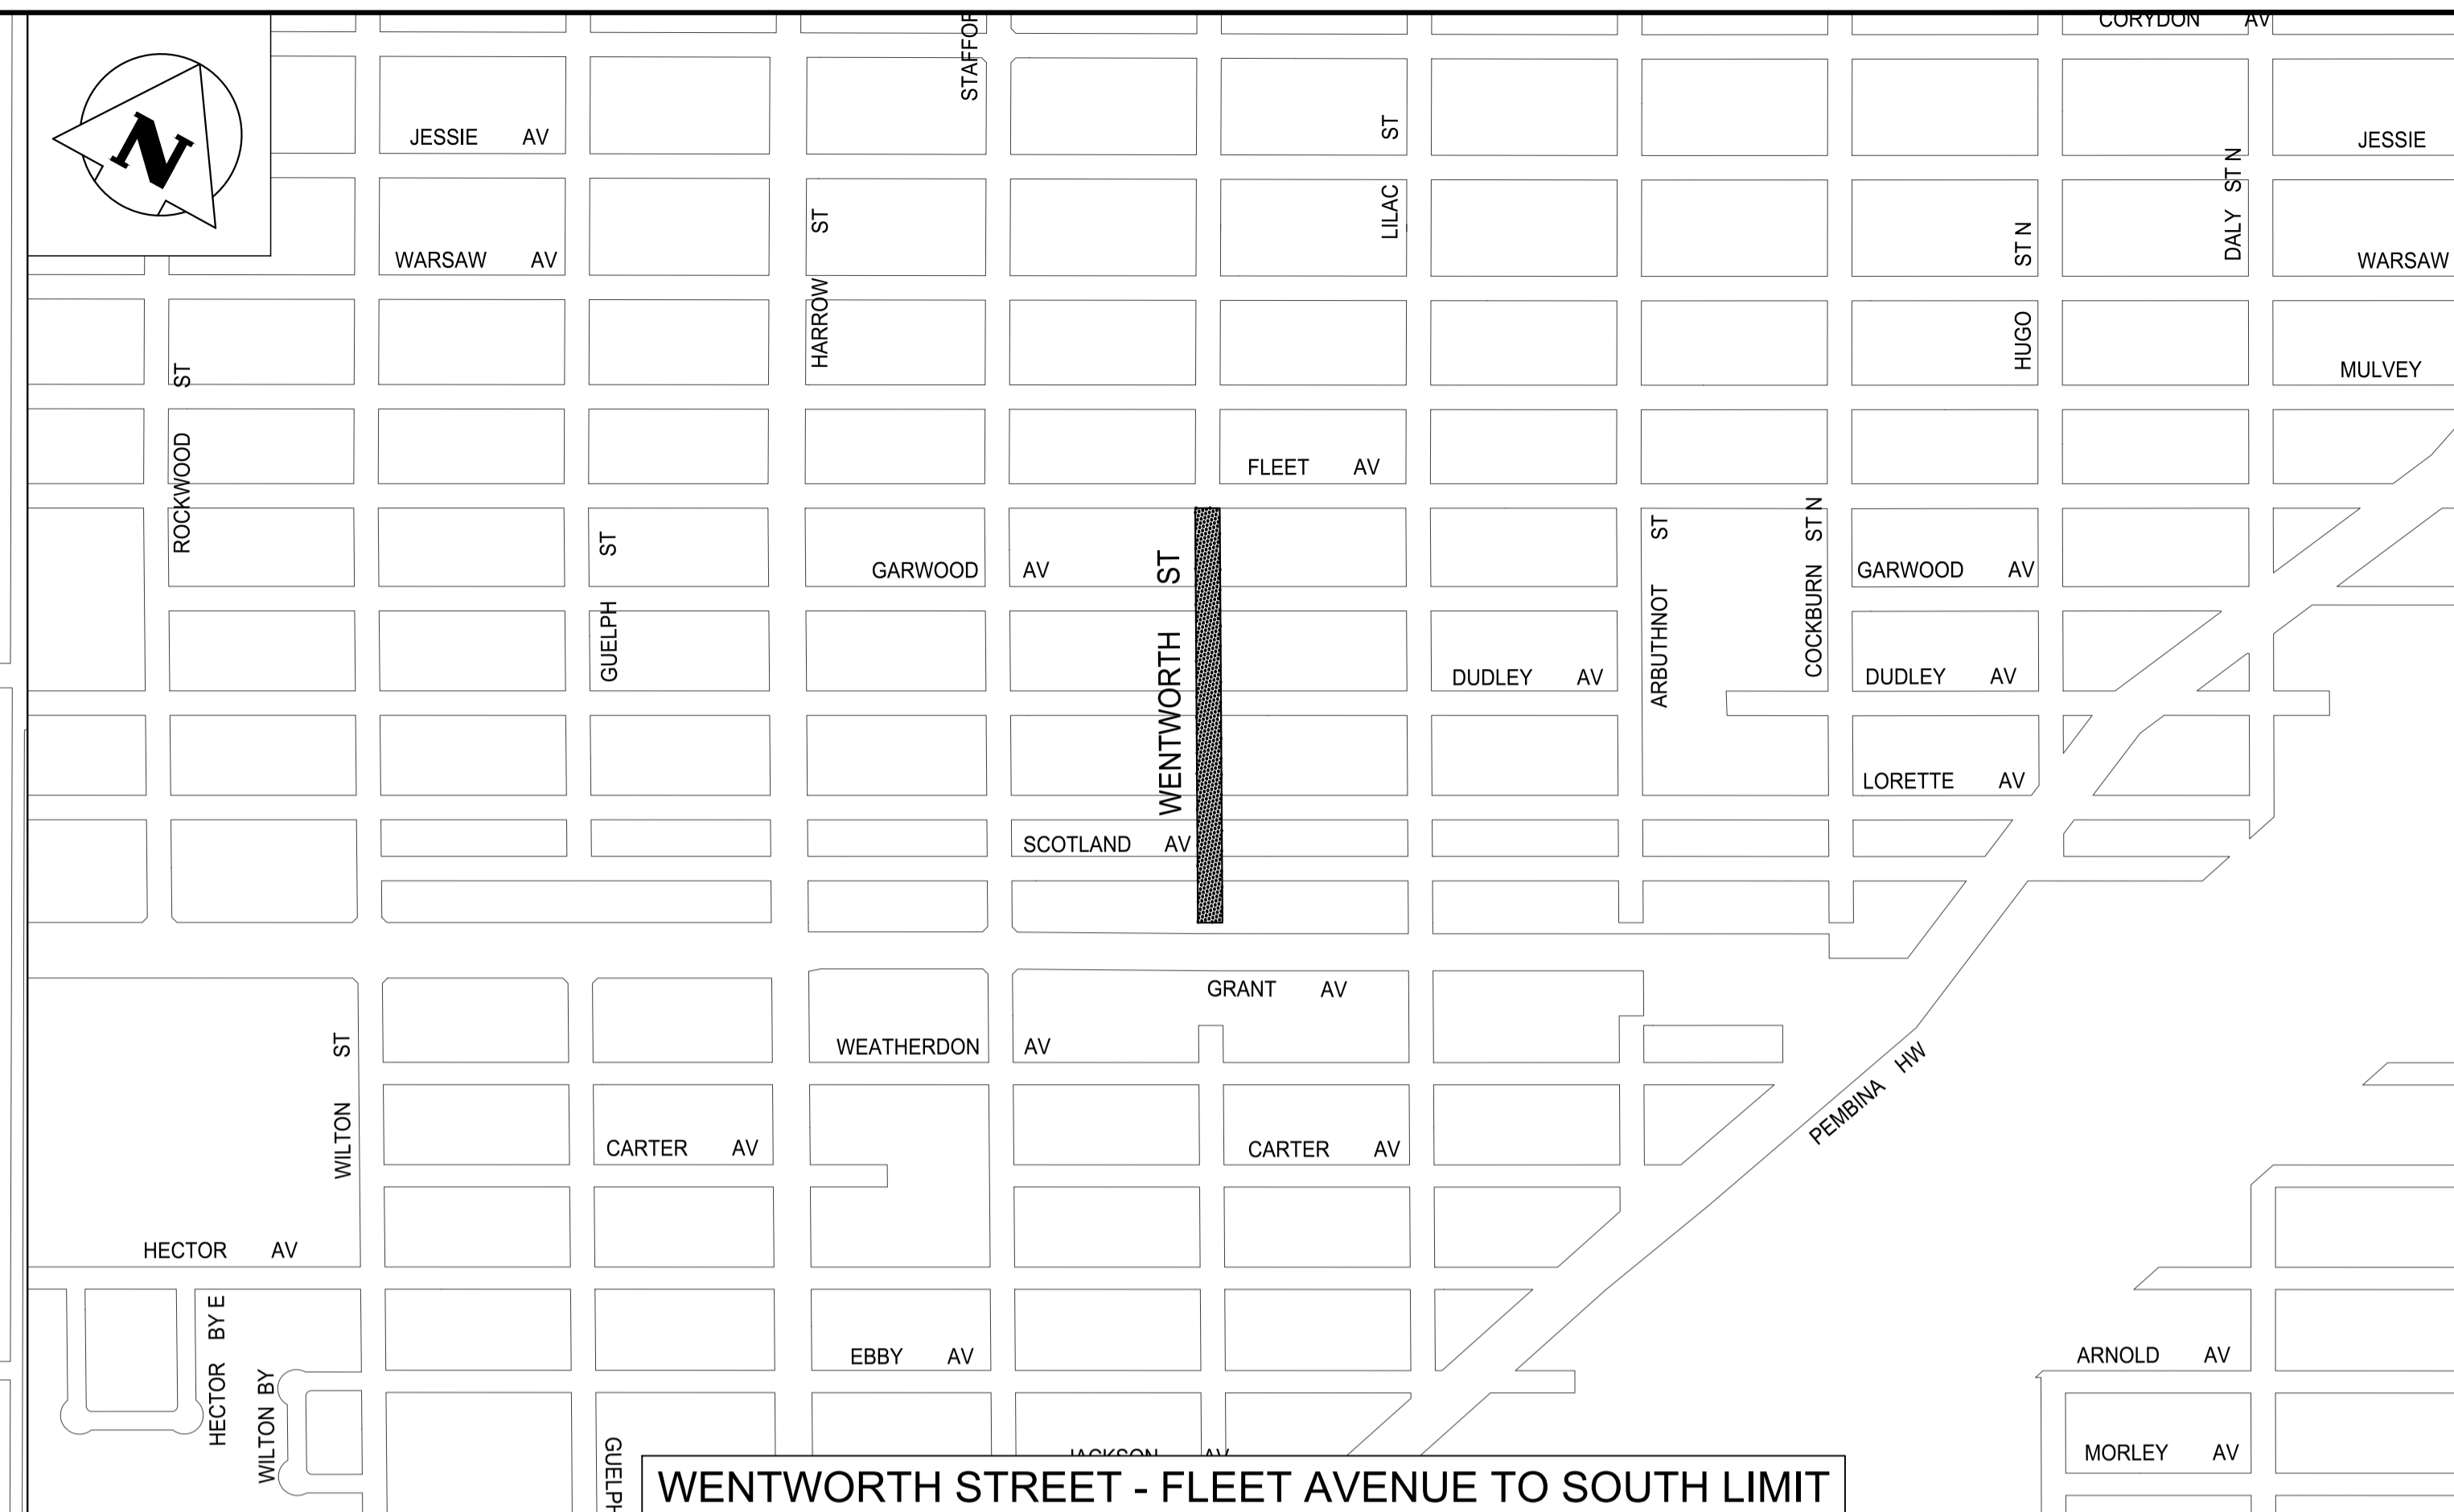 CORYDON AV
STAFFOR
N
JESSIE AV
ST
JESSIE
LILAC
DALY ST N
ST
ST N
WARSAW AV
WARSAW
HARROW
HUGO
MULVEY
ST
ROCKWOOD
FLEET AV
ST
GUELPH
GARWOOD AV
WENTWORTH ST
ARBUTHNOT ST
COCKBURN ST N
GARWOOD AV
DUDLEY AV
DUDLEY AV
LORETTE AV
SCOTLAND AV
GRANT AV
WILTON ST
WEATHERDON AV
PEMBINA HW
CARTER AV
CARTER AV
HECTOR AV
HECTOR BY E
WILTON BY
EBBY AV
ARNOLD AV
GUELPH
JACKSON AV
MORLEY AV
WENTWORTH STREET - FLEET AVENUE TO SOUTH LIMIT